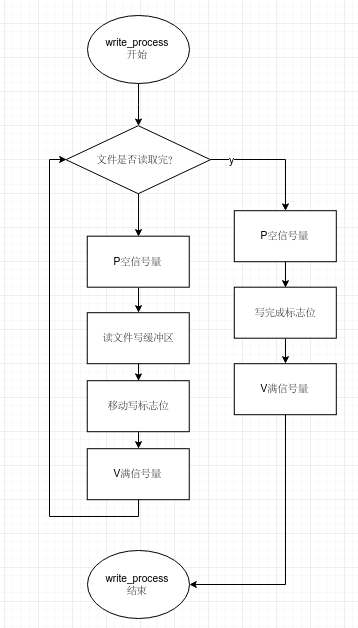 write_process
开始
文件是否读取完?
y
P空信号量
P空信号量
读文件写缓冲区
写完成标志位
移动写标志位
V满信号量
V满信号量
write_process
结束